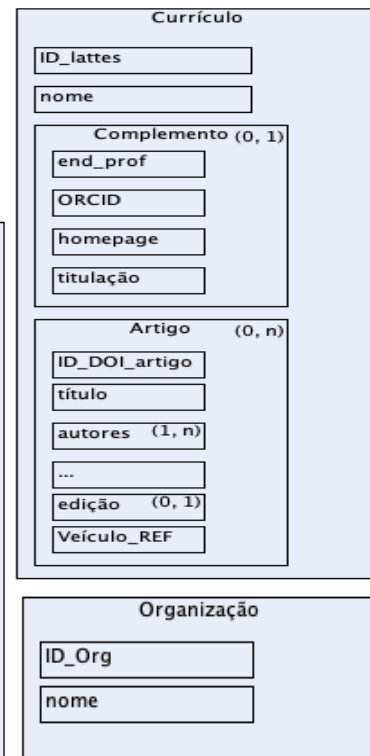 Currículo
ID_lattes
nome
Complemento (0, 1)
end_prof
ORCID
homepage
titulação
Artigo (0, n)
ID_DOI_artigo
título
autores (1, n)
...
edição (0, 1)
Veículo_REF
Organização
ID_Org
nome